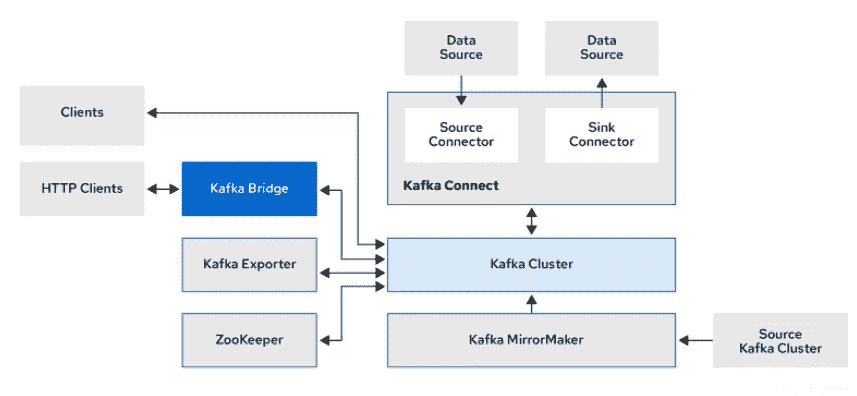 Data
Source
Data
Source
Clients
Source
Connector
Sink
Connector
HTTP Clients
Kafka Bridge
Kafka Connect
Kafka Exporter
Kafka Cluster
ZooKeeper
Kafka MirrorMaker
Source
Kafka Cluster